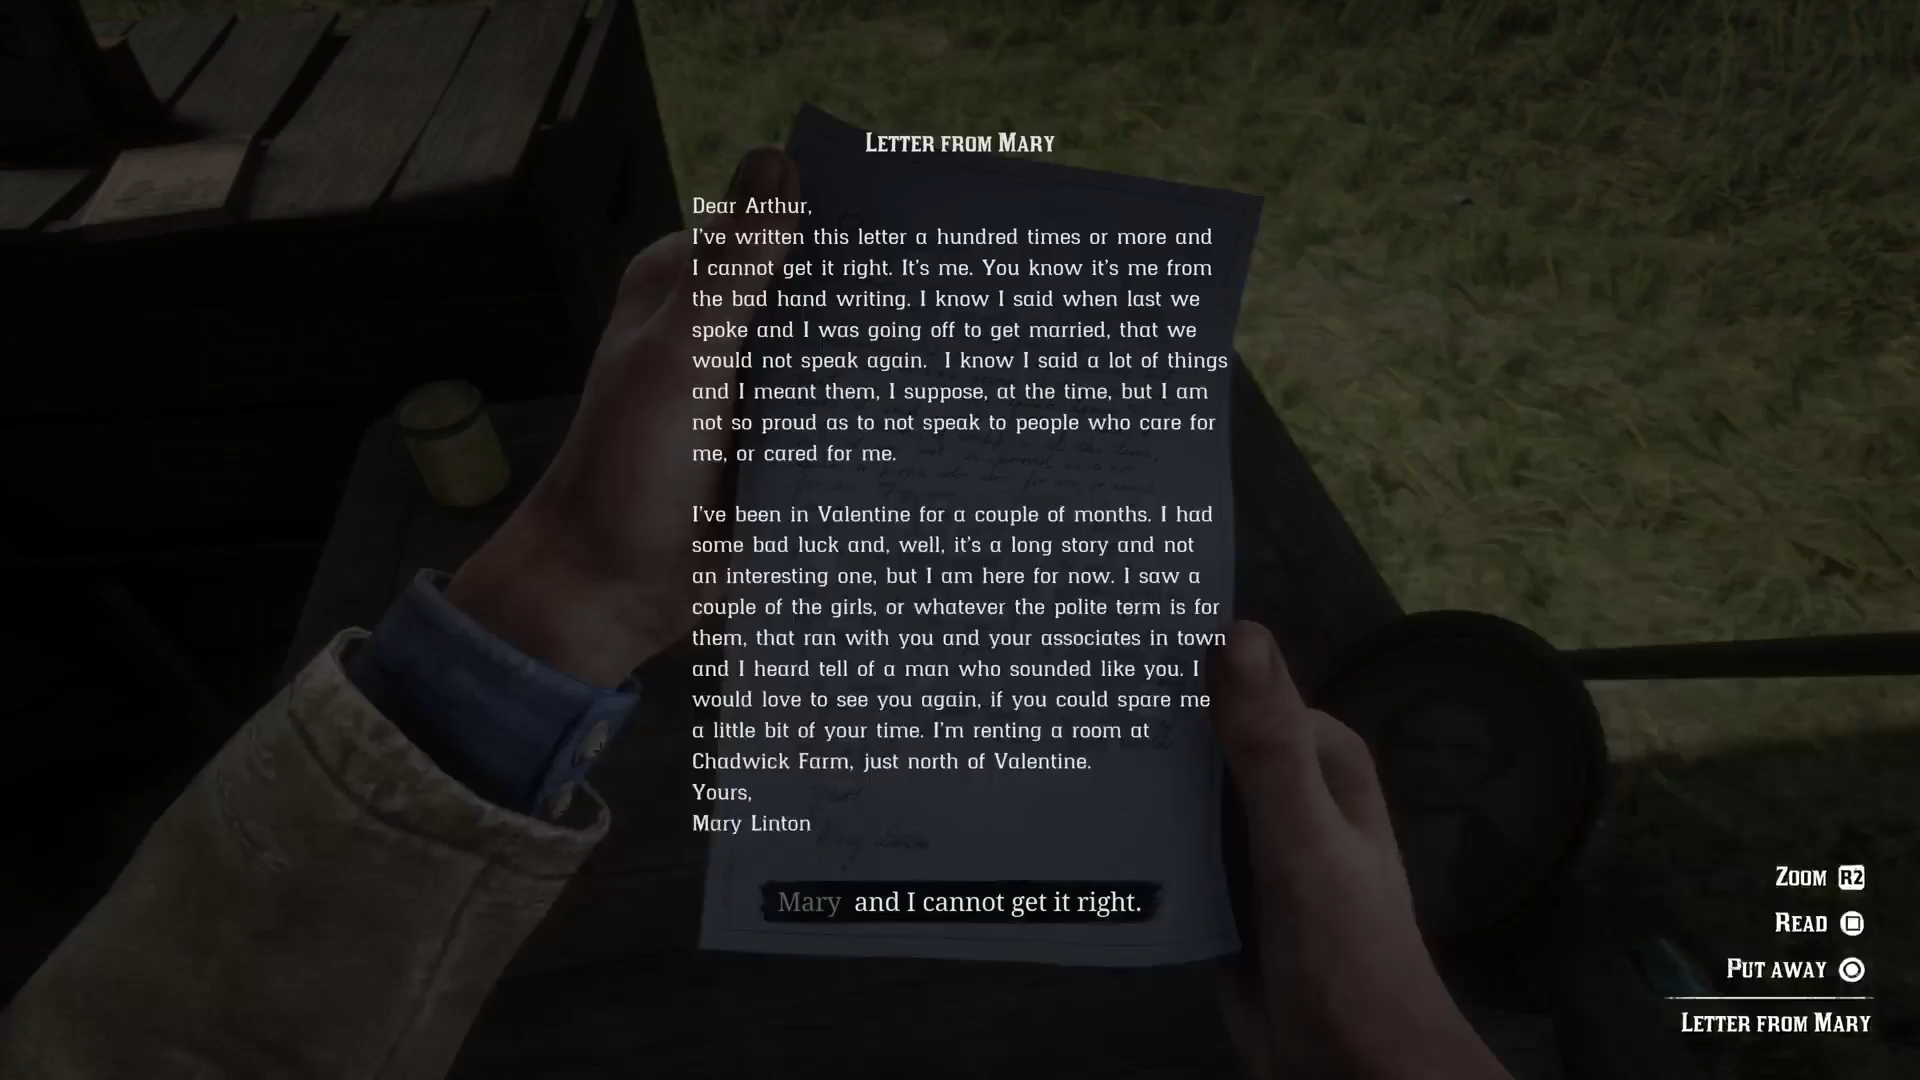 Letter from Mary
Dear Arthur,
I've written this letter a hundred times or more and
I cannot get it right. It's me. You know it's me from
the bad hand writing. I know I said when last we
spoke and I was going off to get married, that we
would not speak again.  I know I said a lot of things
and I meant them, I suppose, at the time, but I am
not so proud as to not speak to people who care for
me, or cared for me.
I've been in Valentine for a couple of months. I had
some bad luck and, well, it's a long story and not
an interesting one, but I am here for now. I saw a
couple of the girls, or whatever the polite term is for
them, that ran with you and your associates in town
and I heard tell of a man who sounded like you. I
would love to see you again, if you could spare me
a little bit of your time. I'm renting a room at
Chadwick Farm, just north of Valentine.
Yours,
Mary Linton
Mary and I cannot get it right.
Zoom R2
Read
Put away
Letter from Mary